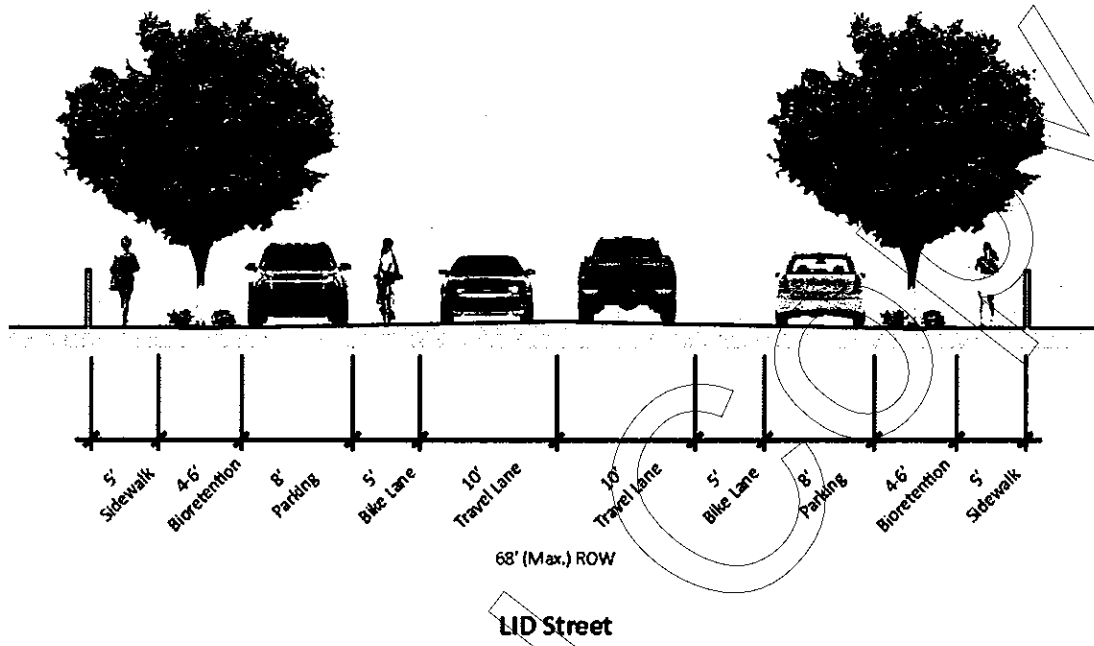 5' Sidewalk
4-6' Bioretention
8' Parking
5' Bike Lane
10' Travel Lane
10' Travel Lane
5' Bike Lane
8' Parking
4-6' Bioretention
5' Sidewalk
68' (Max.) ROW
LID Street
COPY